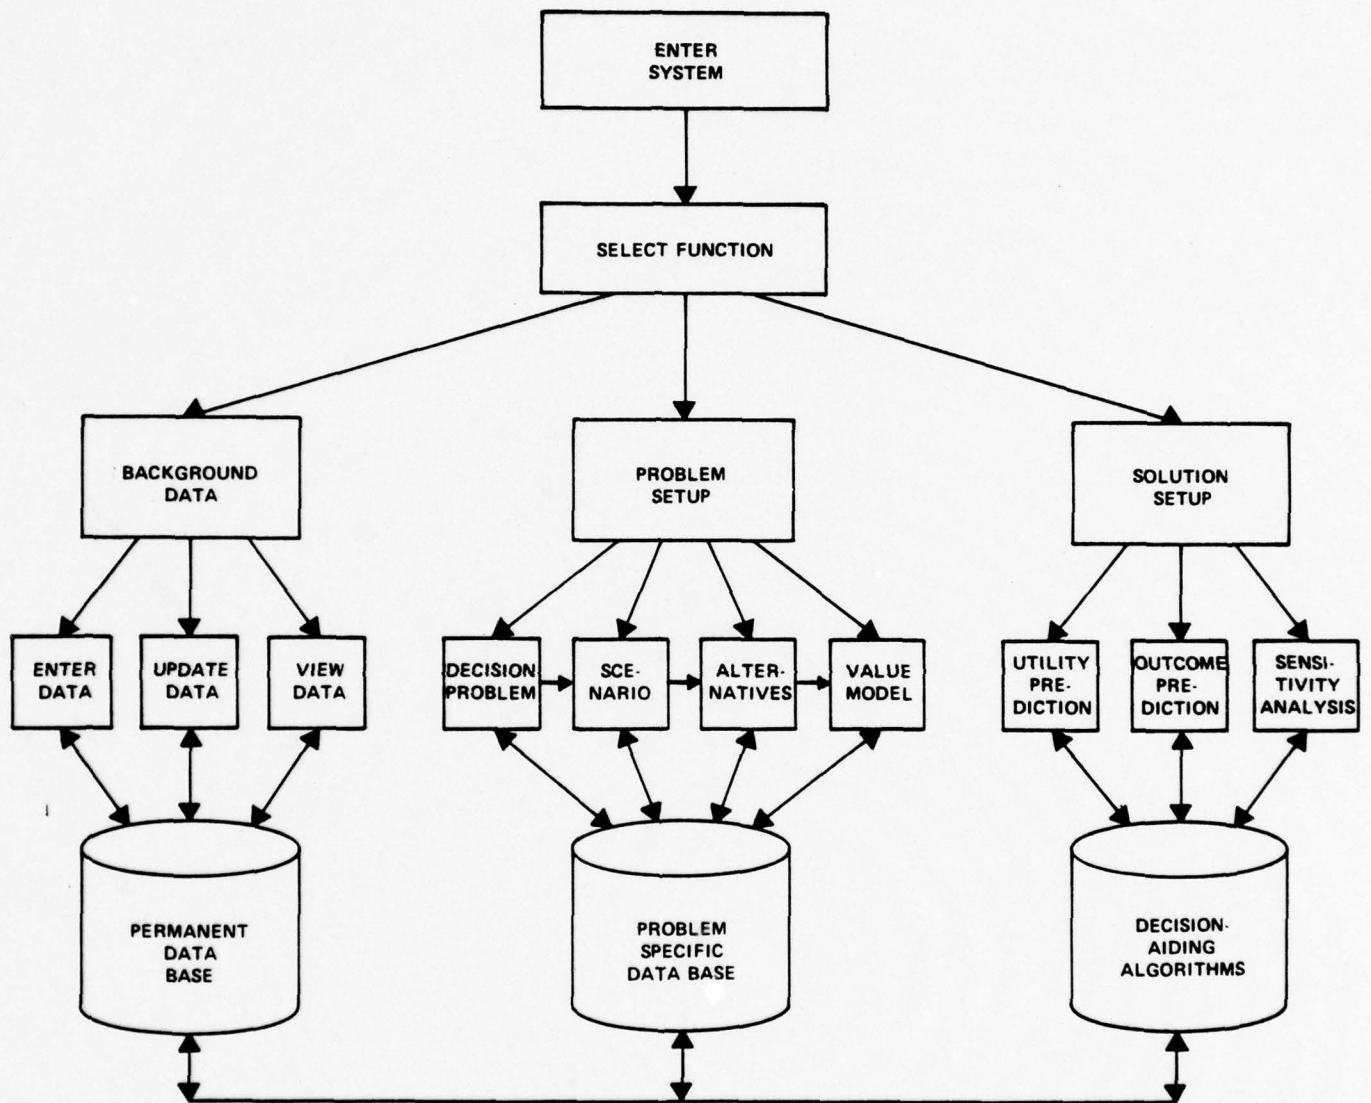 ENTER
SYSTEM
SELECT FUNCTION
BACKGROUND
DATA
PROBLEM
SETUP
SOLUTION
SETUP
ENTER
DATA
UPDATE
DATA
VIEW
DATA
DECISION
PROBLEM
SCE-
NARIO
ALTER-
NATIVES
VALUE
MODEL
UTILITY
PRE-
DICTION
OUTCOME
PRE-
DICTION
SENSI-
TIVITY
ANALYSIS
PERMANENT
DATA
BASE
PROBLEM
SPECIFIC
DATA BASE
DECISION-
AIDING
ALGORITHMS